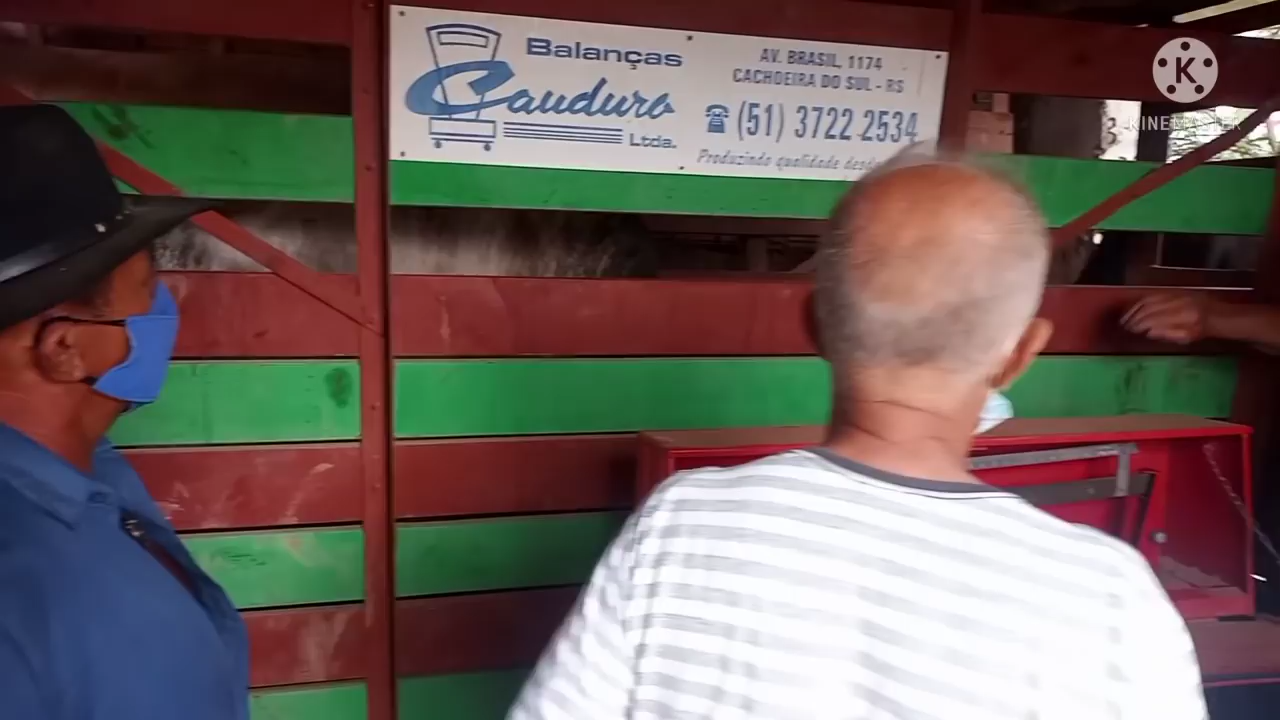 Balanças
Cauduro
Ltda.
AV. BRASIL, 1174
CACHOEIRA DO SUL - RS
(51) 3722 2534
Produzindo qualidade
K
KINEMASTER